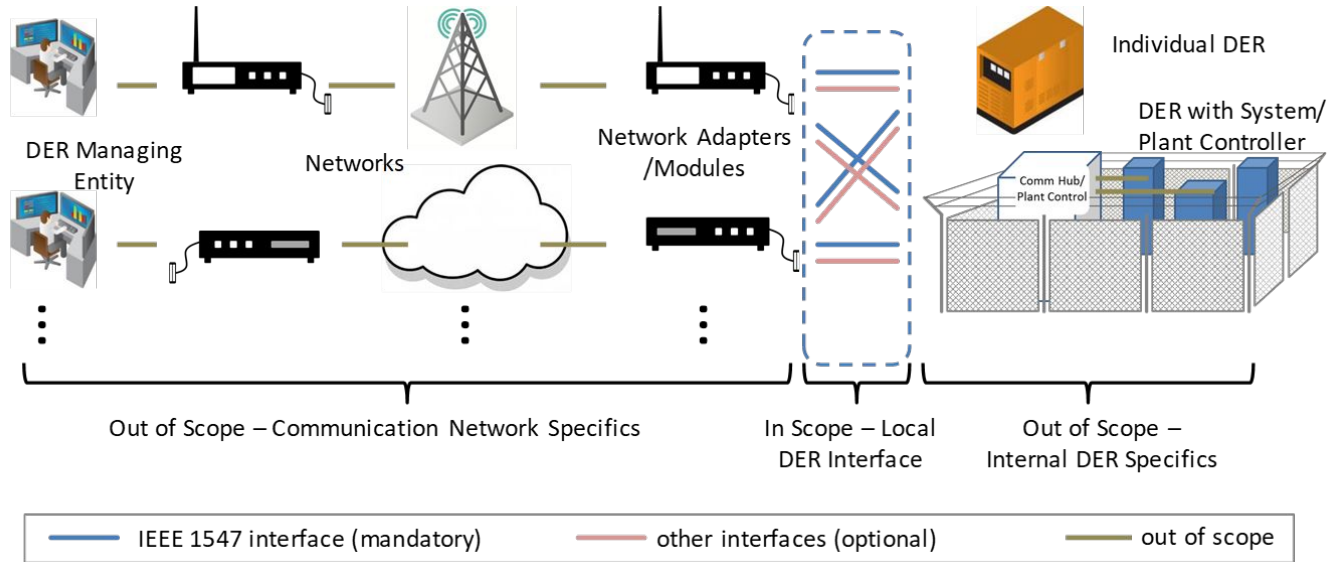 Individual DER
DER with System/
Plant Controller
DER Managing
Entity
Networks
Network Adapters
/Modules
Comm Hub/
Plant Control
Out of Scope – Communication Network Specifics
In Scope – Local
DER Interface
Out of Scope –
Internal DER Specifics
IEEE 1547 interface (mandatory)
other interfaces (optional)
out of scope